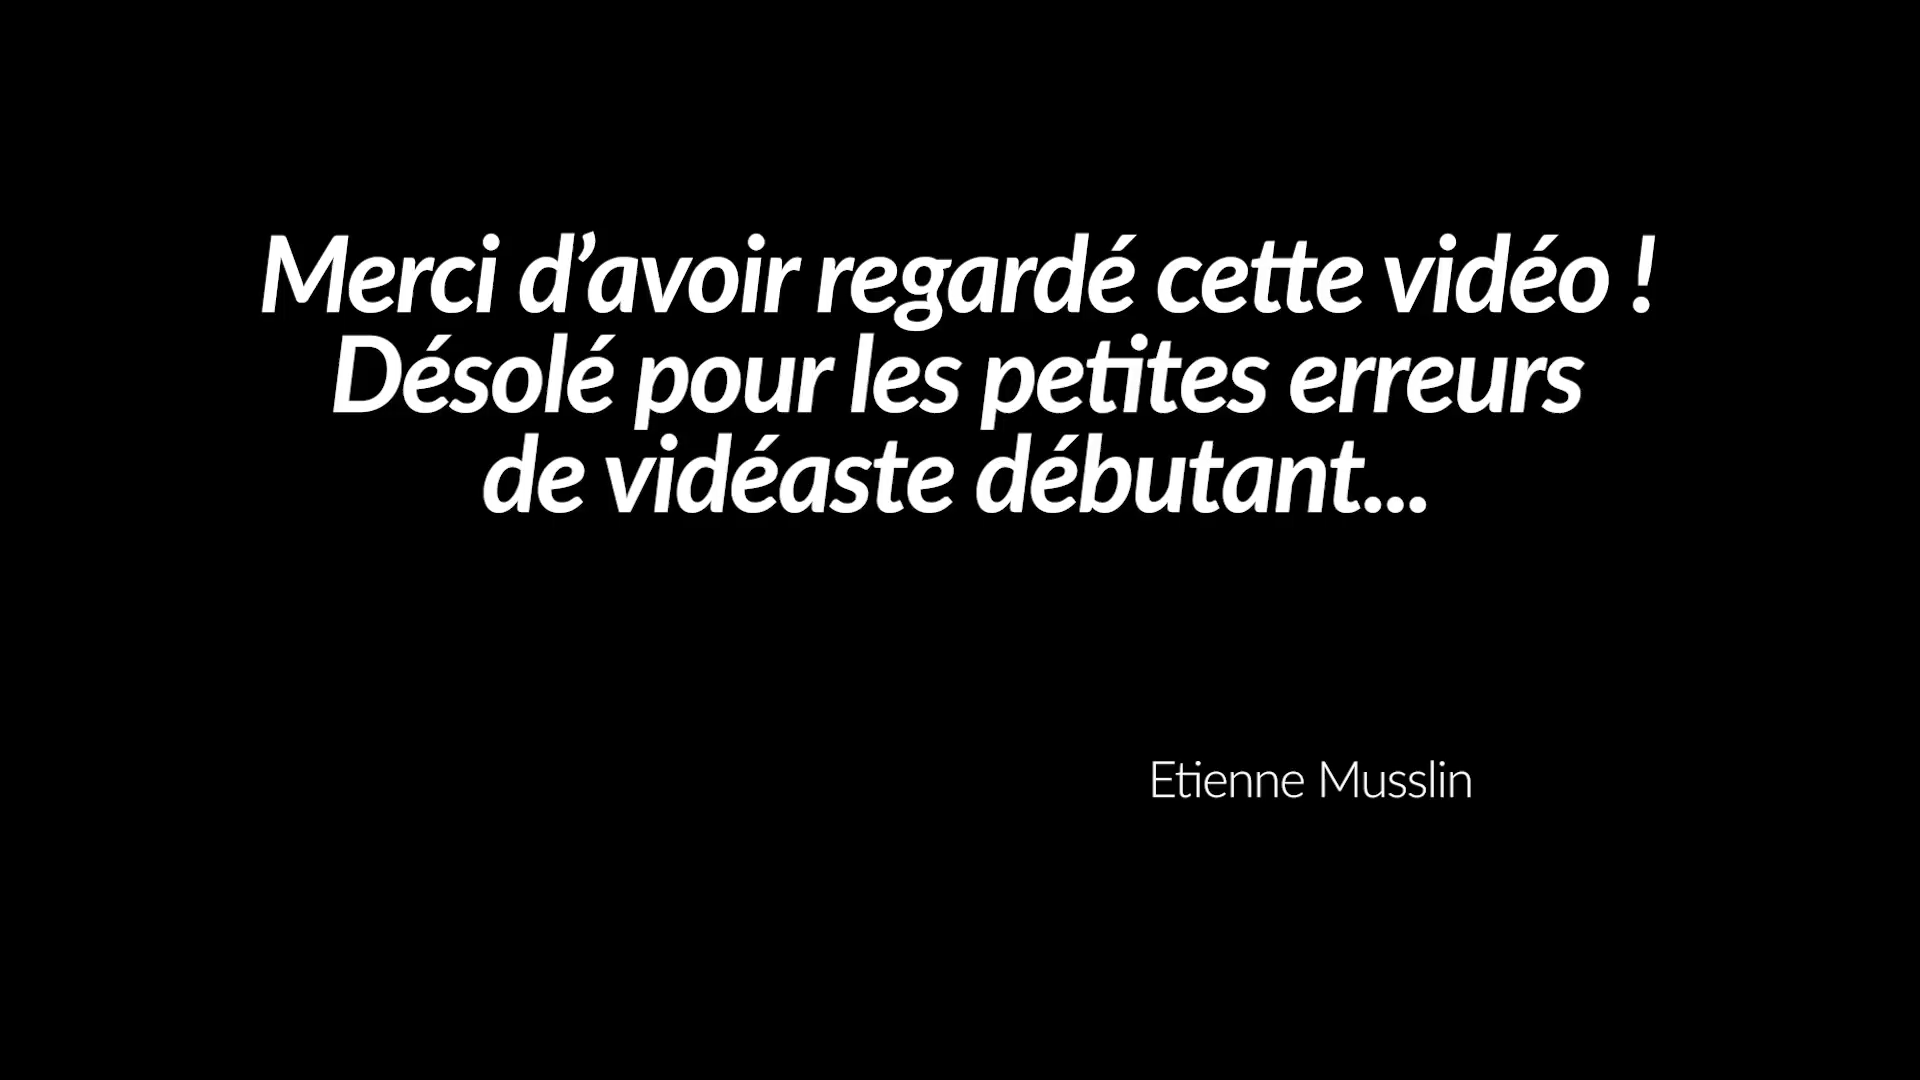 Merci d’avoir regardé cette vidéo !
Désolé pour les petites erreurs
de vidéaste débutant...
Etienne Musslin